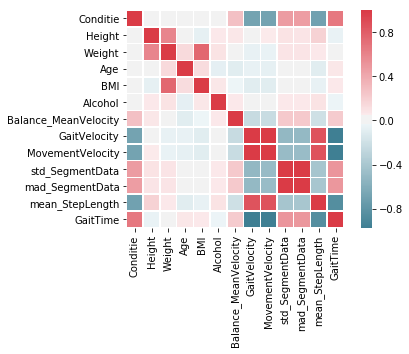 Conditie
Height
Weight
Age
BMI
Alcohol
Balance_MeanVelocity
GaitVelocity
MovementVelocity
std_SegmentData
mad_SegmentData
mean_StepLength
GaitTime
Conditie
Height
Weight
Age
BMI
Alcohol
Balance_MeanVelocity
GaitVelocity
MovementVelocity
std_SegmentData
mad_SegmentData
mean_StepLength
GaitTime
0.8
0.4
0.0
−0.4
−0.8